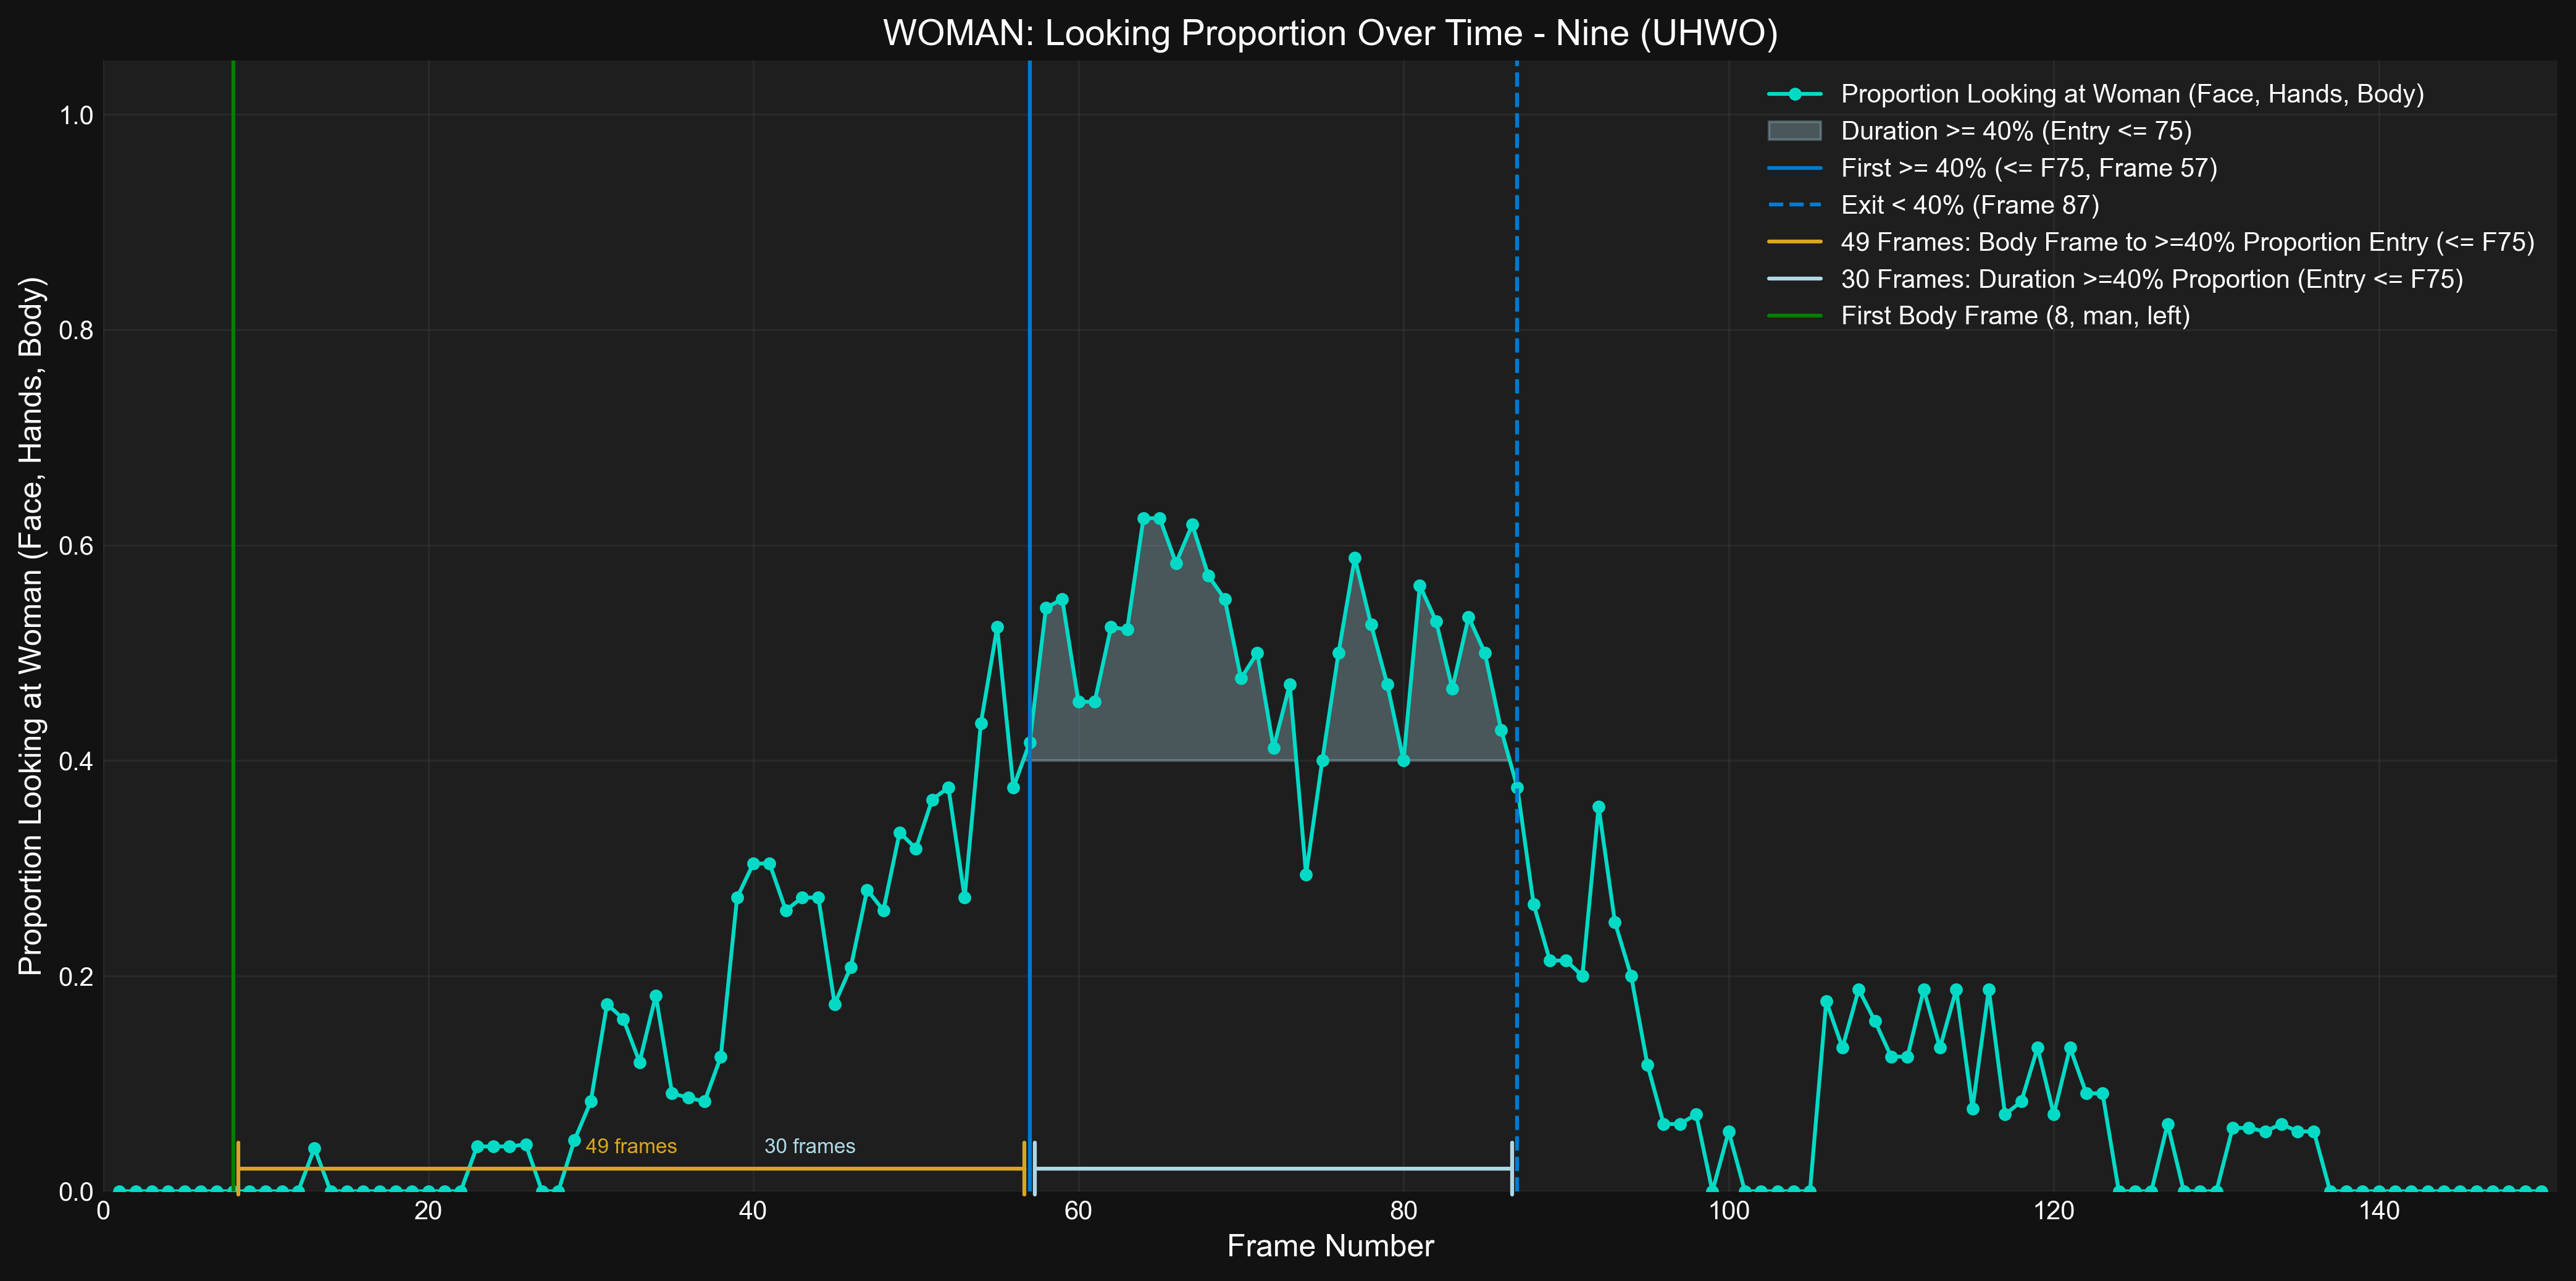 WOMAN: Looking Proportion Over Time - Nine (UHWO)
Proportion Looking at Woman (Face, Hands, Body)
1.0
0.8
0.6
0.4
0.2
0.0
Proportion Looking at Woman (Face, Hands, Body)
Duration >= 40% (Entry <= 75)
First >= 40% (<= F75, Frame 57)
Exit < 40% (Frame 87)
49 Frames: Body Frame to >=40% Proportion Entry (<= F75)
30 Frames: Duration >=40% Proportion (Entry <= F75)
First Body Frame (8, man, left)
49 frames
30 frames
0 20 40 60 80 100 120 140
Frame Number